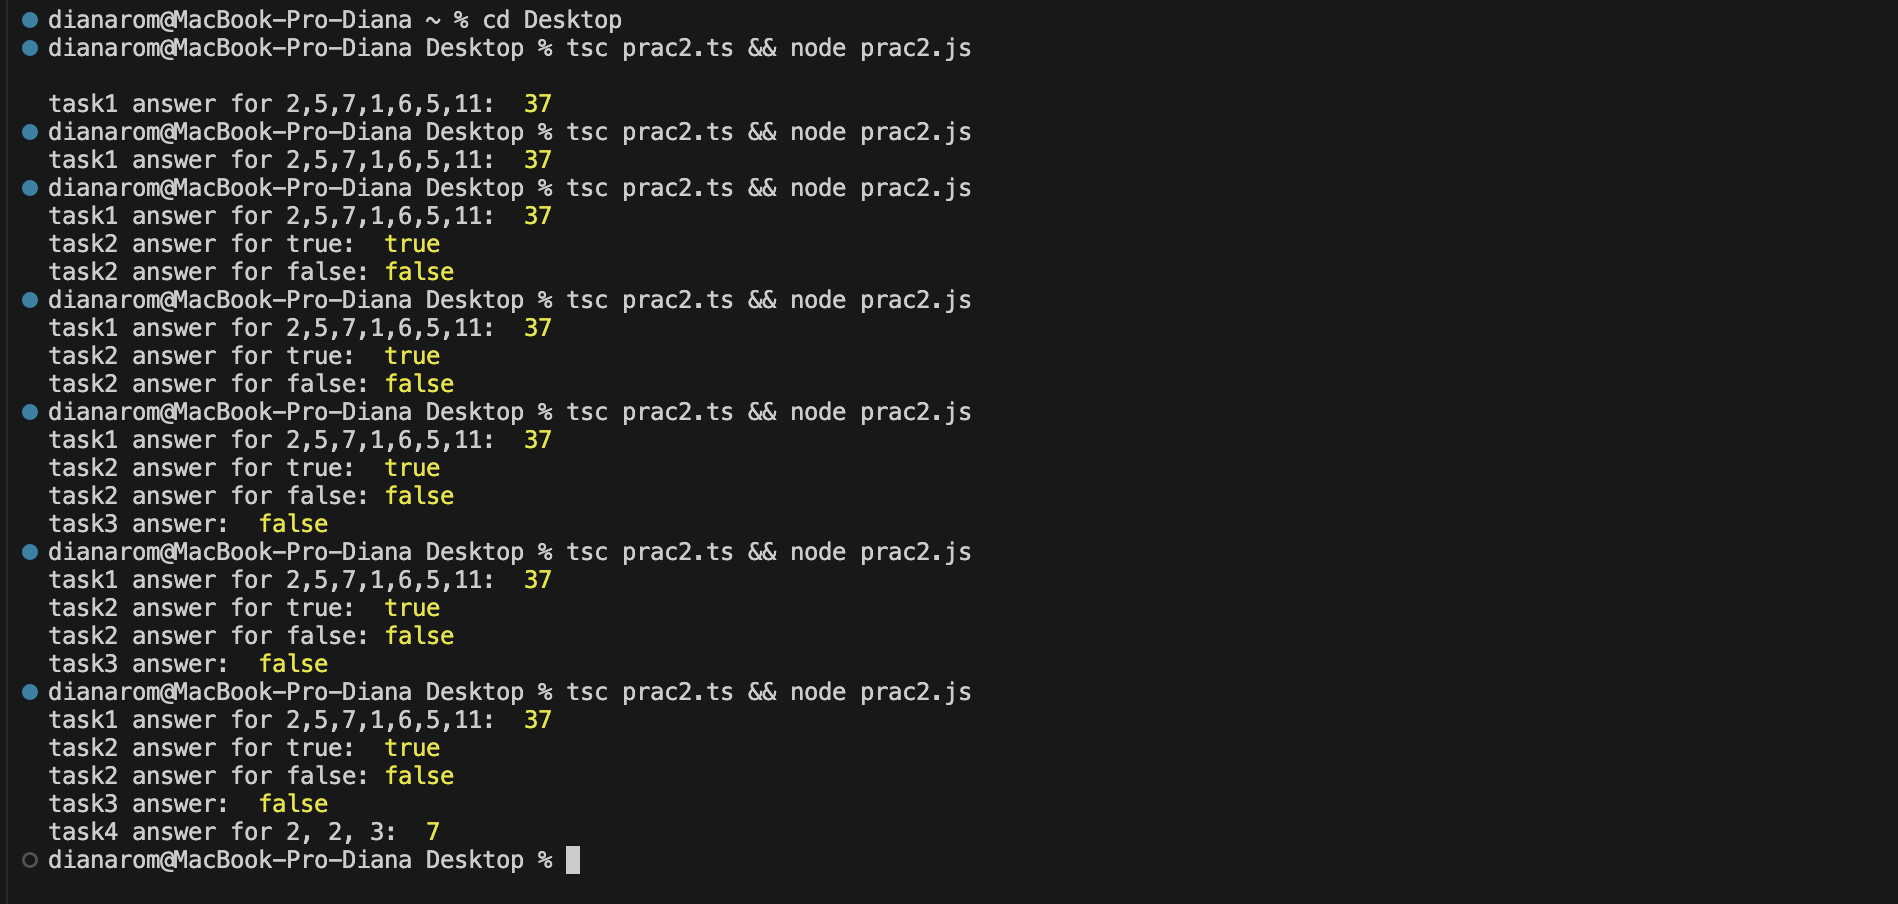 dianarom@MacBook-Pro-Diana ~ % cd Desktop
dianarom@MacBook-Pro-Diana Desktop % tsc prac2.ts && node prac2.js
task1 answer for 2,5,7,1,6,5,11:  37
dianarom@MacBook-Pro-Diana Desktop % tsc prac2.ts && node prac2.js
task1 answer for 2,5,7,1,6,5,11:  37
dianarom@MacBook-Pro-Diana Desktop % tsc prac2.ts && node prac2.js
task1 answer for 2,5,7,1,6,5,11:  37
task2 answer for true:  true
task2 answer for false: false
dianarom@MacBook-Pro-Diana Desktop % tsc prac2.ts && node prac2.js
task1 answer for 2,5,7,1,6,5,11:  37
task2 answer for true:  true
task2 answer for false: false
dianarom@MacBook-Pro-Diana Desktop % tsc prac2.ts && node prac2.js
task1 answer for 2,5,7,1,6,5,11:  37
task2 answer for true:  true
task2 answer for false: false
task3 answer:  false
dianarom@MacBook-Pro-Diana Desktop % tsc prac2.ts && node prac2.js
task1 answer for 2,5,7,1,6,5,11:  37
task2 answer for true:  true
task2 answer for false: false
task3 answer:  false
dianarom@MacBook-Pro-Diana Desktop % tsc prac2.ts && node prac2.js
task1 answer for 2,5,7,1,6,5,11:  37
task2 answer for true:  true
task2 answer for false: false
task3 answer:  false
task4 answer for 2, 2, 3:  7
dianarom@MacBook-Pro-Diana Desktop %